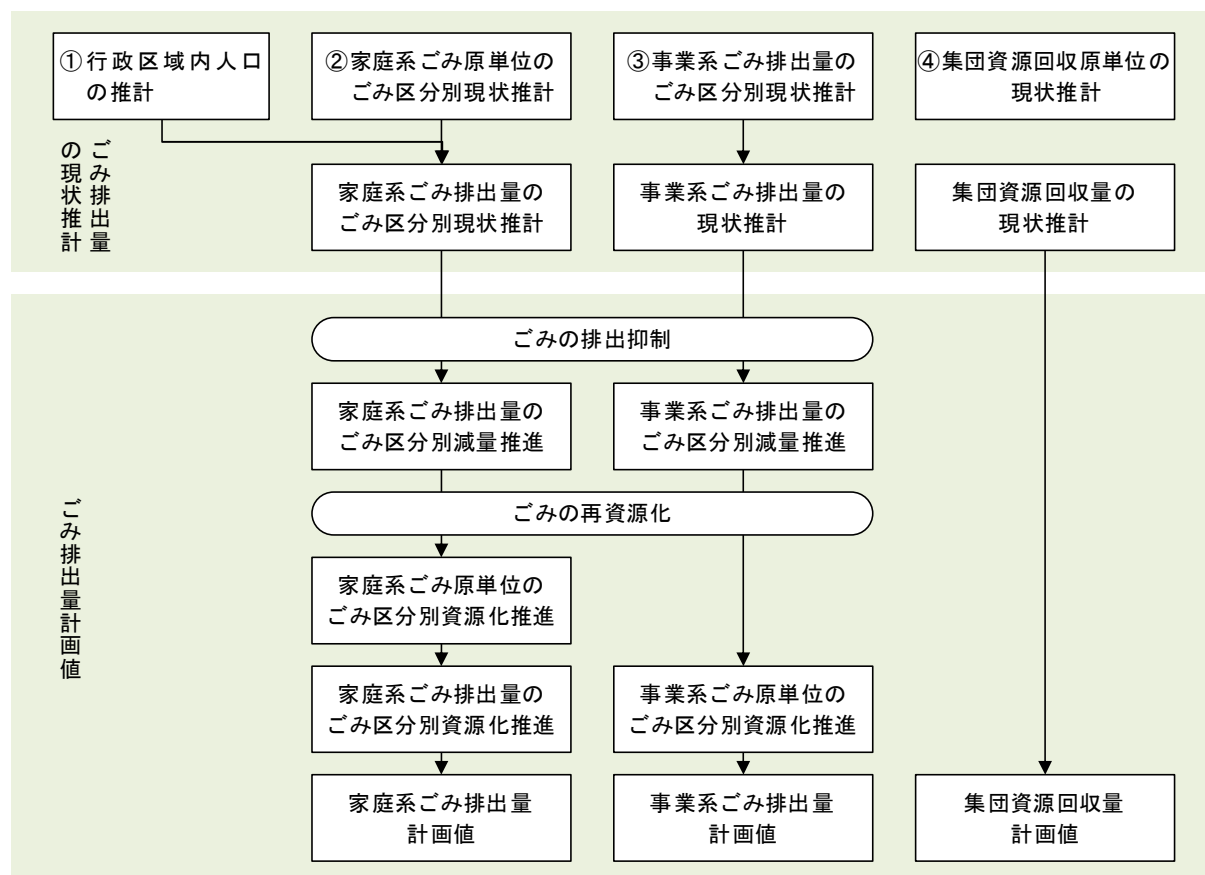 ①行政区域内人口
の推計
②家庭系ごみ原単位の
ごみ区分別現状推計
③事業系ごみ排出量の
ごみ区分別現状推計
④集団資源回収原単位の
現状推計
ごみ排出量
の現状推計
家庭系ごみ排出量の
ごみ区分別現状推計
事業系ごみ排出量の
現状推計
集団資源回収量の
現状推計
ごみの排出抑制
家庭系ごみ排出量の
ごみ区分別減量推進
事業系ごみ排出量の
ごみ区分別減量推進
ごみの再資源化
ごみ排出量計画値
家庭系ごみ原単位の
ごみ区分別資源化推進
家庭系ごみ排出量の
ごみ区分別資源化推進
事業系ごみ原単位の
ごみ区分別資源化推進
家庭系ごみ排出量
計画値
事業系ごみ排出量
計画値
集団資源回収量
計画値